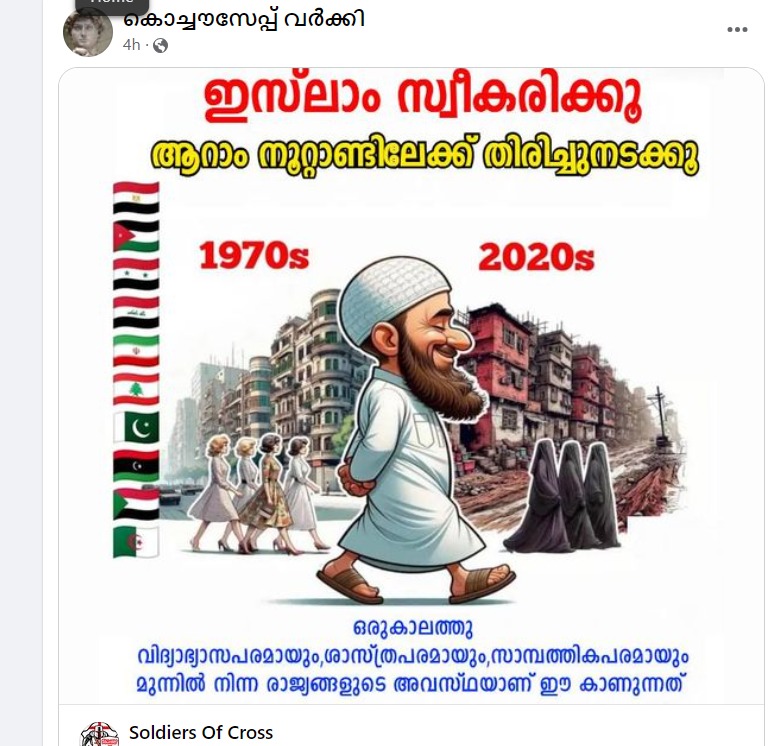 Home
കൊച്ചൗസേപ്പ് വർക്കി
4h
ഇസ്ലാം സ്വീകരിക്കൂ
ആറാം നൂറ്റാണ്ടിലേക്ക് തിരിച്ചുനടക്കൂ
1970s 2020s
ഒരുകാലത്തു
വിദ്യാഭ്യാസപരമായും,ശാസ്ത്രപരമായും,സാമ്പത്തികപരമായും
മുന്നിൽ നിന്ന രാജ്യങ്ങളുടെ അവസ്ഥയാണ് ഈ കാണുന്നത്
Soldiers Of Cross